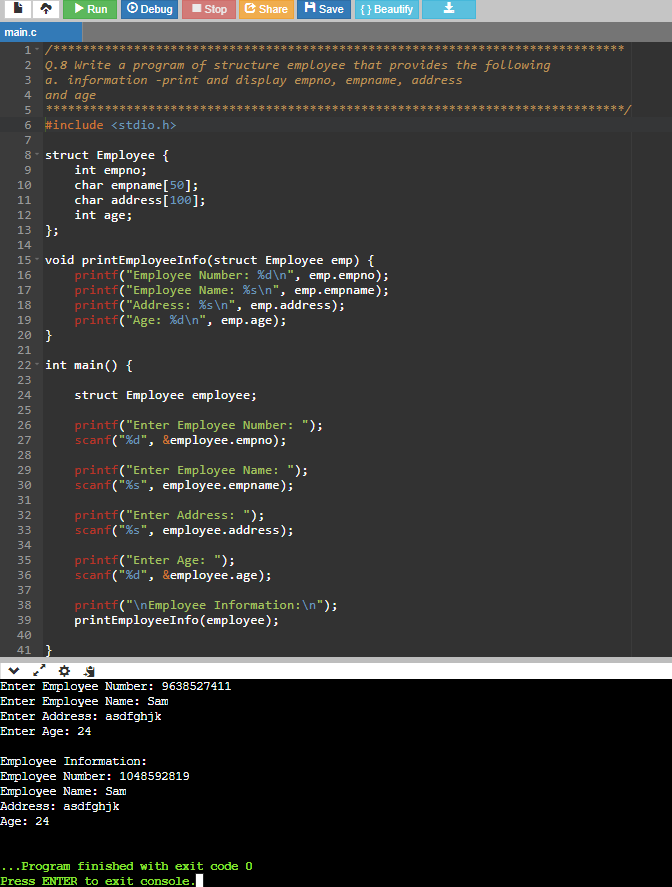 Run Debug Stop Share Save { } Beautify
main.c
1 /******************************************************************************
2 Q.8 Write a program of structure employee that provides the following
3 a. information -print and display empno, empname, address
4 and age
5 *******************************************************************************/
6 #include <stdio.h>
7
8 struct Employee {
9     int empno;
10     char empname[50];
11     char address[100];
12     int age;
13 };
14
15 void printEmployeeInfo(struct Employee emp) {
16     printf("Employee Number: %d\n", emp.empno);
17     printf("Employee Name: %s\n", emp.empname);
18     printf("Address: %s\n", emp.address);
19     printf("Age: %d\n", emp.age);
20 }
21
22 int main() {
23
24     struct Employee employee;
25
26     printf("Enter Employee Number: ");
27     scanf("%d", &employee.empno);
28
29     printf("Enter Employee Name: ");
30     scanf("%s", employee.empname);
31
32     printf("Enter Address: ");
33     scanf("%s", employee.address);
34
35     printf("Enter Age: ");
36     scanf("%d", &employee.age);
37
38     printf("\nEmployee Information:\n");
39     printEmployeeInfo(employee);
40
41 }
Enter Employee Number: 9638527411
Enter Employee Name: Sam
Enter Address: asdfghjk
Enter Age: 24
Employee Information:
Employee Number: 1048592819
Employee Name: Sam
Address: asdfghjk
Age: 24
...Program finished with exit code 0
Press ENTER to exit console.